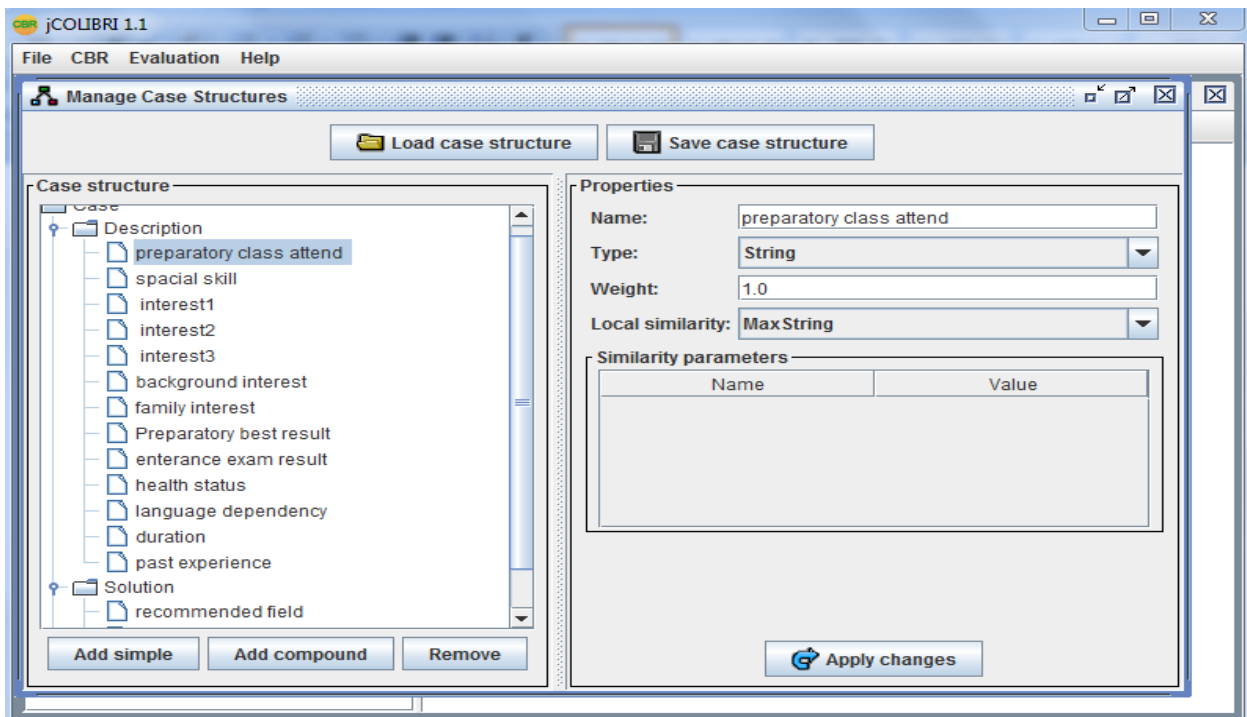 CBR jCOLIBRI 1.1
File CBR Evaluation Help
Manage Case Structures
Load case structure
Save case structure
Case structure
Case
Description
preparatory class attend
spacial skill
interest1
interest2
interest3
background interest
family interest
Preparatory best result
enterance exam result
health status
language dependency
duration
past experience
Solution
recommended field
Add simple
Add compound
Remove
Properties
Name: preparatory class attend
Type: String
Weight: 1.0
Local similarity: MaxString
Similarity parameters
Name Value
Apply changes